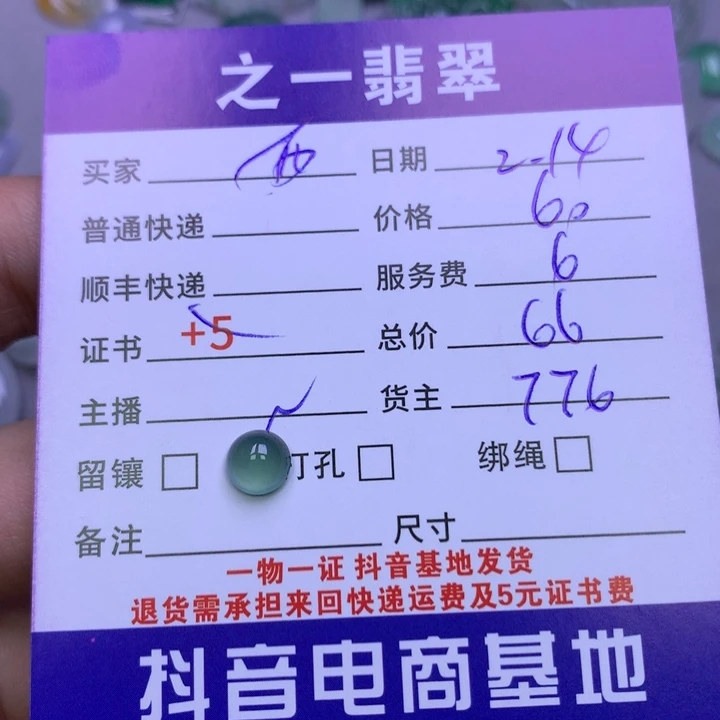 之一翡翠
买家 日期 2-14
普通快递 价格 60
顺丰快递 服务费 6
证书 +5 总价 66
主播 货主 776
留镶 打孔 绑绳
备注 尺寸
一物一证 抖音基地发货
退货需承担来回快递运费及5元证书费
抖音电商基地